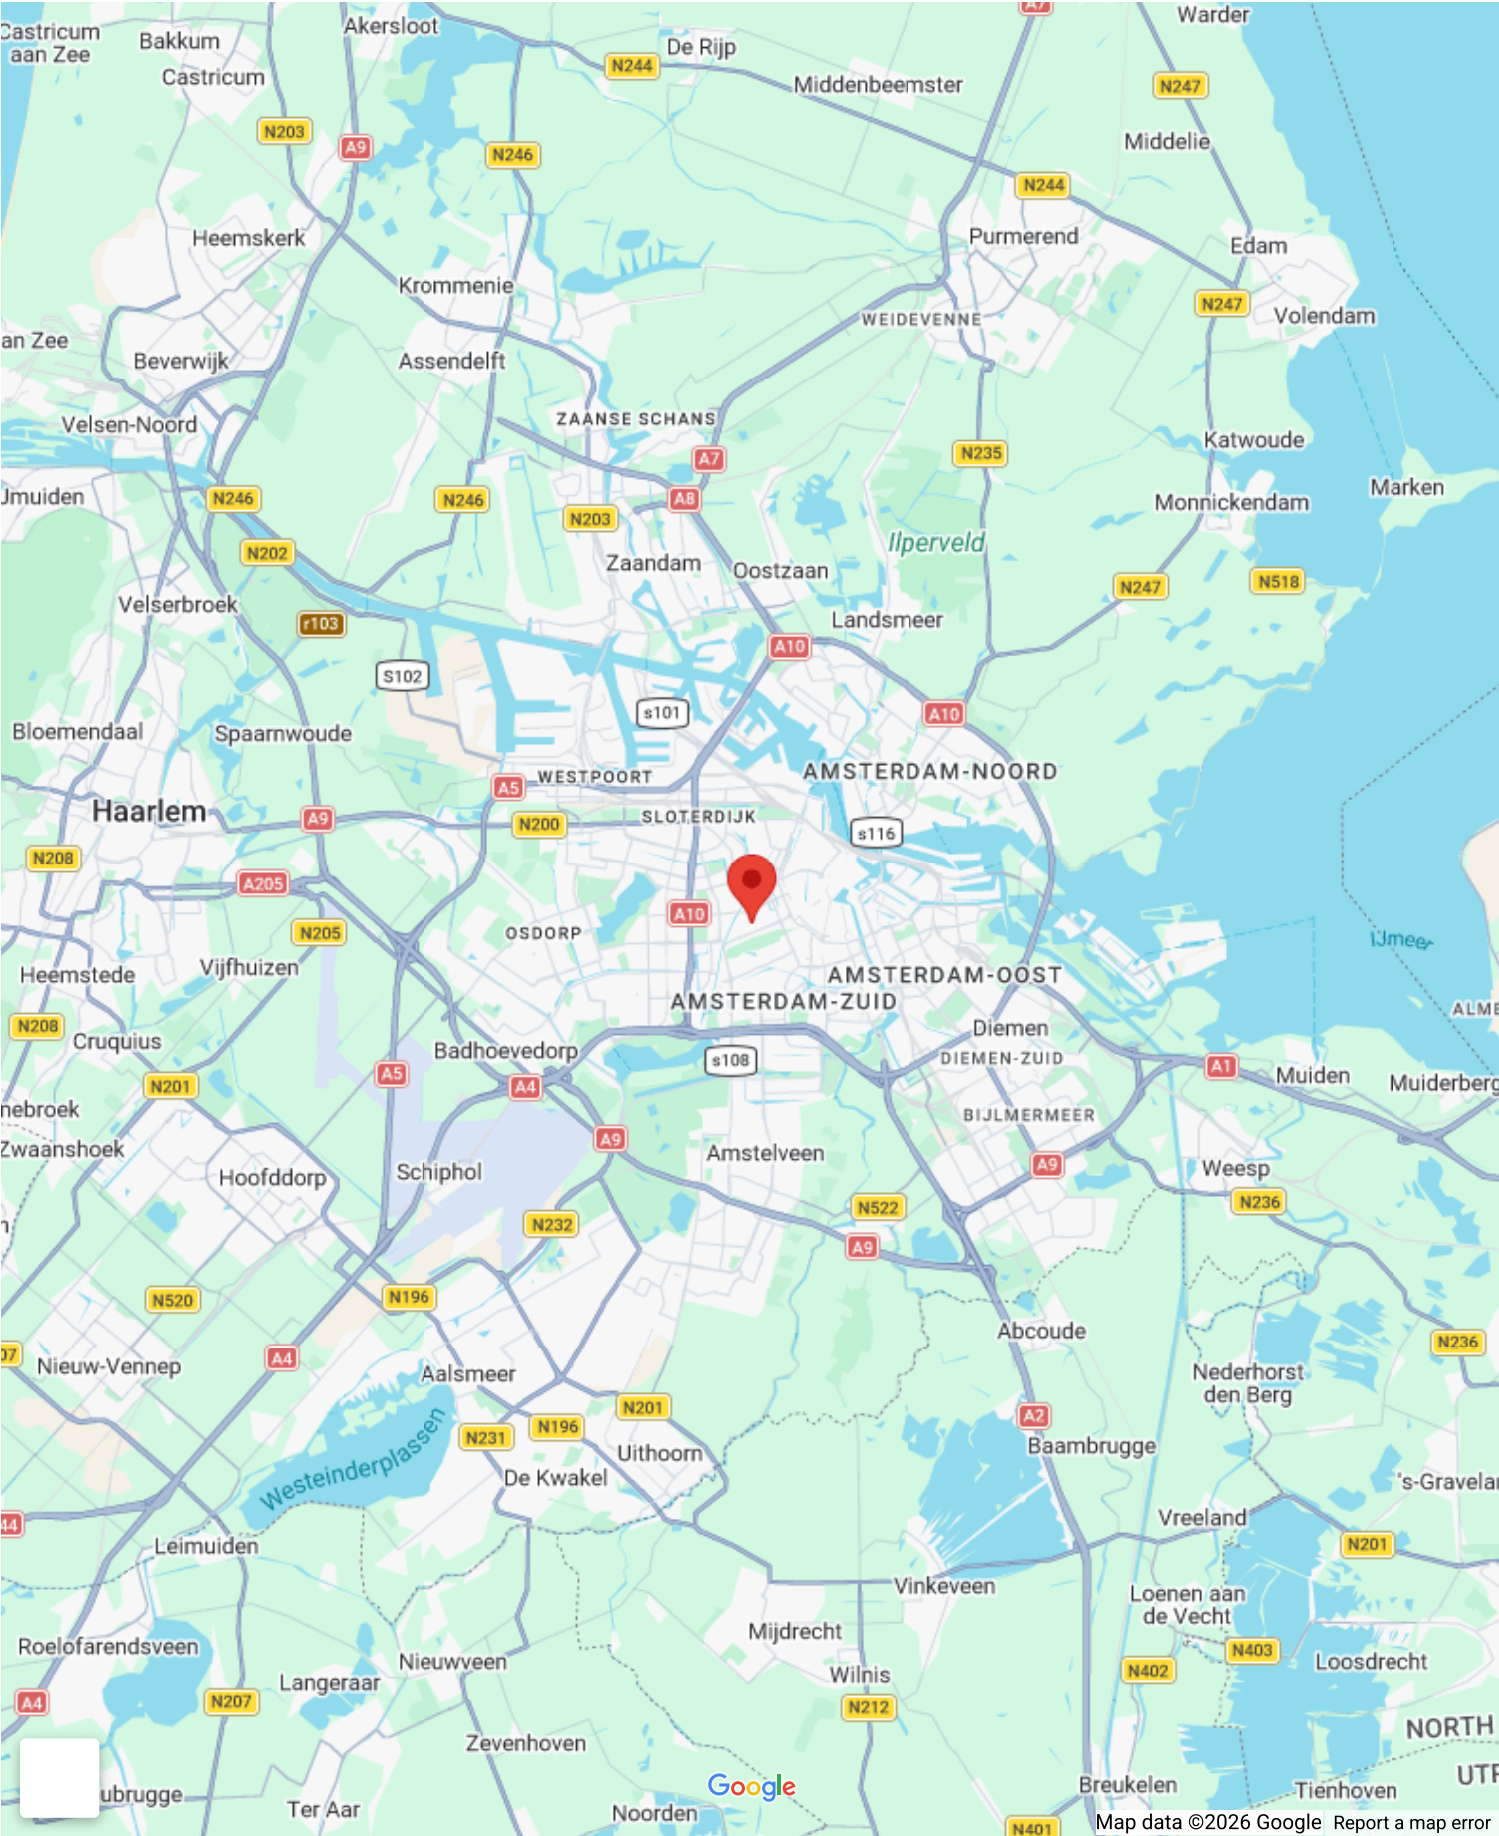 A7
Warder
Castricum
aan Zee
Bakkum
Akersloot
De Rijp
Castricum
N244
Middenbeemster
N247
N203
A9
N246
Middelie
N244
Heemskerk
Purmerend
Edam
Krommenie
N247
Volendam
WEIDEVENNE
an Zee
Beverwijk
Assendelft
Velsen-Noord
ZAANSE SCHANS
A7
N235
Katwoude
Marken
JmuidEN
N246
N246
A8
N203
Monnickendam
Ilperveld
N202
Zaandam
Oostzaan
N247
N518
Velserbroek
r103
Landsmeer
A10
S102
s101
A10
Bloemendaal
Spaarnwoude
WESTPOORT
AMSTERDAM-NOORD
A5
Haarlem
A9
N200
SLOTERDIJK
s116
N208
A205
A10
N205
OSDORP
IJmeer
Heemstede
Vijfhuizen
AMSTERDAM-OOST
AMSTERDAM-ZUID
ALME
N208
Cruquius
Diemen
Badhoevedorp
s108
DIEMEN-ZUID
A5
A4
A1
Muiden
Muiderberg
N201
nebroek
BIJLMERMEER
Zwaanshoek
A9
Amstelveen
Hoofddorp
Schiphol
A9
Weesp
N522
N236
N232
A9
N520
N196
Abcoude
N236
07
A4
Nieuw-Vennep
Aalsmeer
Nederhorst
den Berg
N201
A2
N231
N196
Baambrugge
Westeinderplassen
Uithoorn
De Kwakel
's-Gravelan
44
Vreeland
Leimuiden
N201
Vinkeveen
Loenen aan
de Vecht
Mijdrecht
Roelofarendsveen
N403
Nieuwveen
Loosdrecht
Langeraar
Wilnis
N402
A4
N207
N212
NORTH
Zevenhoven
UTR
Google
ubrugge
Breukelen
Tienhoven
Ter Aar
Noorden
N401
Map data ©2026 Google
Report a map error